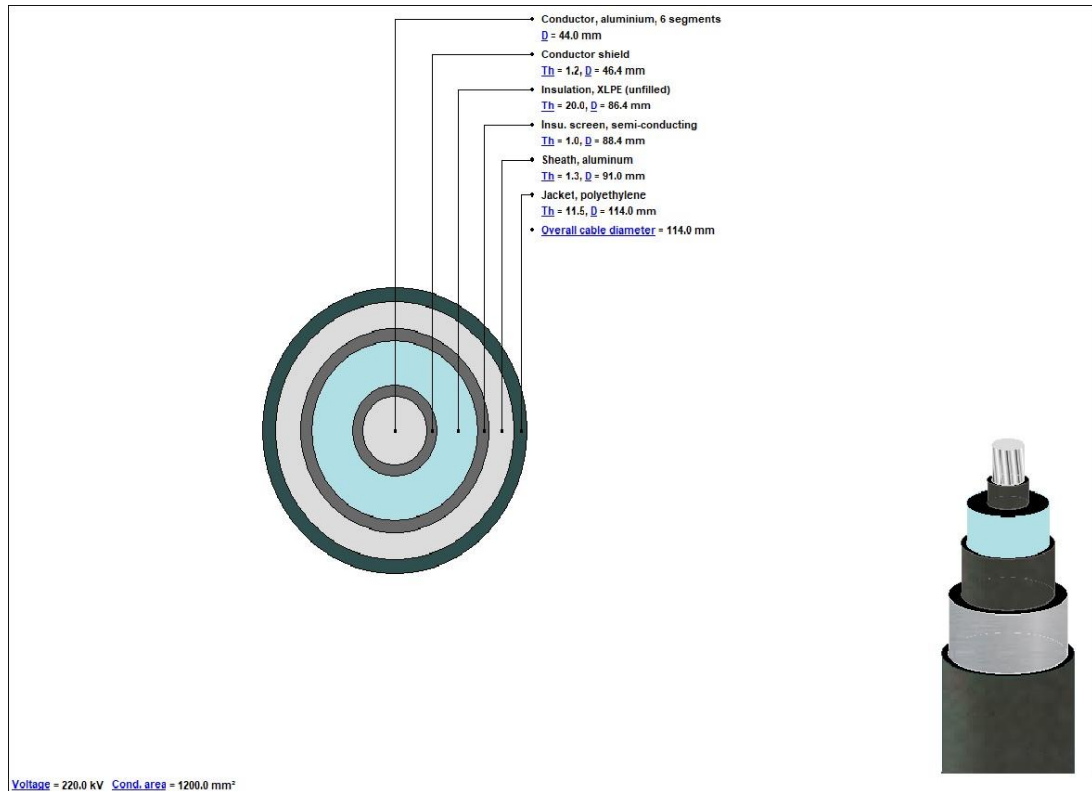 Conductor, aluminium, 6 segments
D = 44.0 mm
Conductor shield
Th = 1.2, D = 46.4 mm
Insulation, XLPE (unfilled)
Th = 20.0, D = 86.4 mm
Insu. screen, semi-conducting
Th = 1.0, D = 88.4 mm
Sheath, aluminum
Th = 1.3, D = 91.0 mm
Jacket, polyethylene
Th = 11.5, D = 114.0 mm
Overall cable diameter = 114.0 mm
Voltage = 220.0 kV Cond. area = 1200.0 mm²